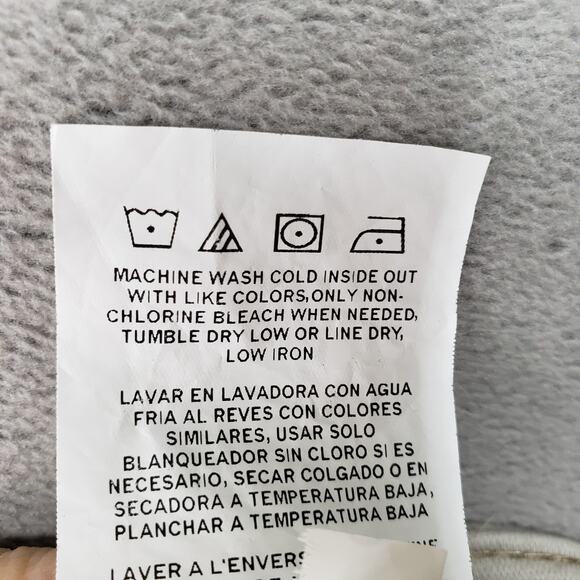 MACHINE WASH COLD INSIDE OUT
WITH LIKE COLORS,ONLY NON-
CHLORINE BLEACH WHEN NEEDED,
TUMBLE DRY LOW OR LINE DRY,
LOW IRON
LAVAR EN LAVADORA CON AGUA
FRIA AL REVES CON COLORES
SIMILARES, USAR SOLO
BLANQUEADOR SIN CLORO SI ES
NECESARIO, SECAR COLGADO O EN
SECADORA A TEMPERATURA BAJA,
PLANCHAR A TEMPERATURA BAJA
LAVER A L'ENVERS